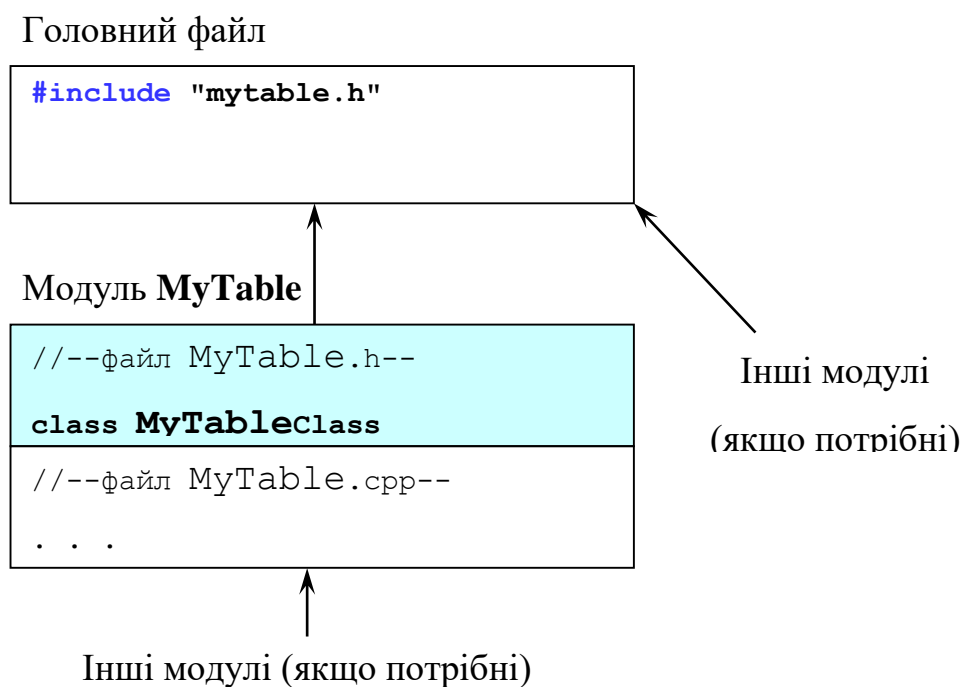 Головний файл
#include "mytable.h"
Модуль MyTable
//--файл MyTable.h--
class MyTableClass
//--файл MyTable.cpp--
. . .
Інші модулі
(якщо потрібні)
Інші модулі (якщо потрібні)